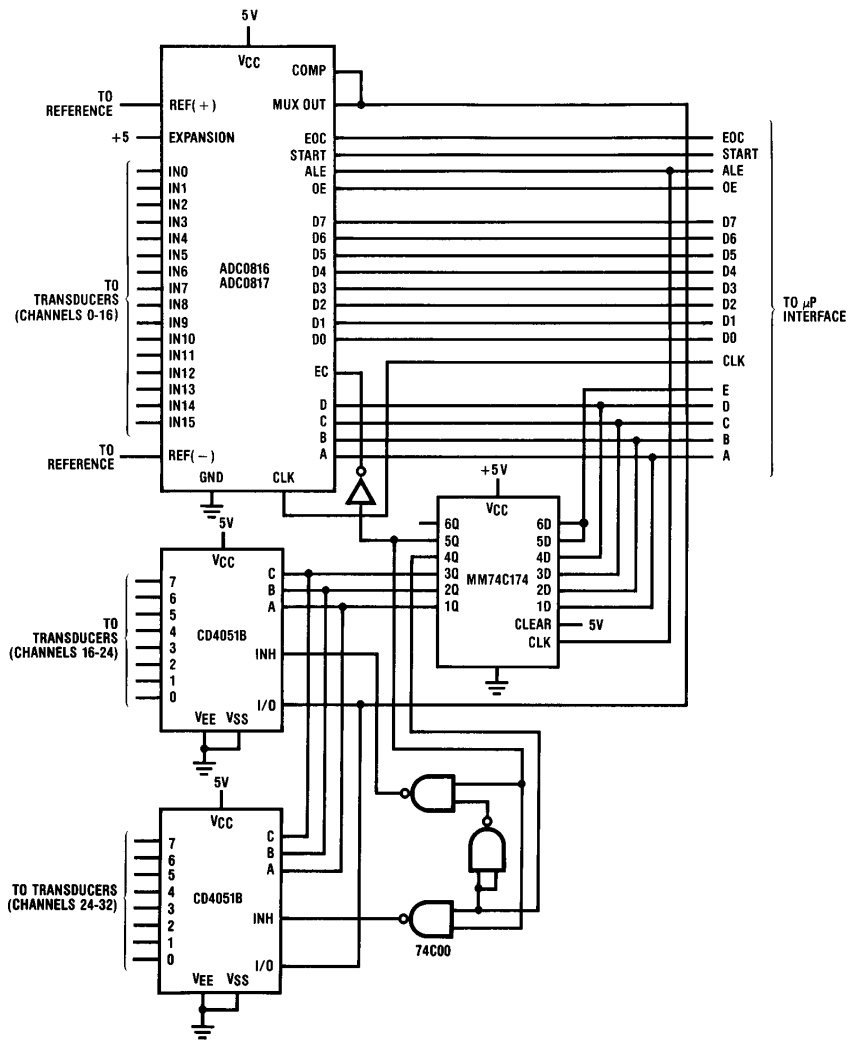 5V
VCC
COMP
TO
REFERENCE
REF(+)
MUX OUT
+5
EXPANSION
EOC
EOC
START
START
IN0
ALE
ALE
IN1
OE
OE
IN2
IN3
D7
D7
IN4
D6
D6
IN5
D5
D5
IN6
ADC0816
D4
D4
IN7
ADC0817
D3
D3
IN8
D2
D2
IN9
D1
D1
IN10
D0
D0
IN11
IN12
IN13
IN14
IN15
TO
TRANSDUCERS
(CHANNELS 0-16)
TO μP
INTERFACE
CLK
EC
E
D
D
C
C
B
B
A
A
TO
REFERENCE
REF(−)
GND
CLK
5V
VCC
+5V
VCC
6Q
6D
5Q
5D
4Q
4D
3Q
MM74C174
3D
2Q
2D
1Q
1D
CLEAR
5V
CLK
7
6
5
4
3
2
1
0
C
B
A
CD4051B
INH
I/O
VEE
VSS
TO
TRANSDUCERS
(CHANNELS 16-24)
5V
VCC
7
6
5
4
3
2
1
0
C
B
A
CD4051B
INH
I/O
VEE
VSS
TO TRANSDUCERS
(CHANNELS 24-32)
74C00